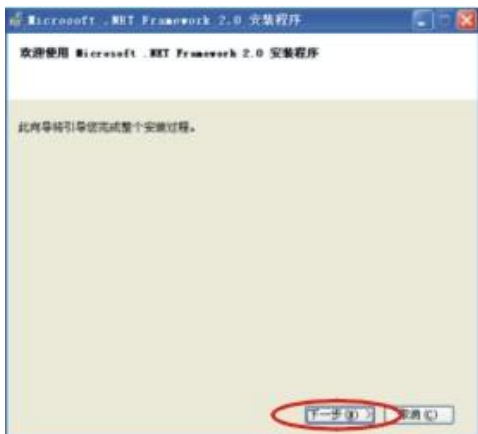 Microsoft .NET Framework 2.0 安装程序
欢迎使用 Microsoft .NET Framework 2.0 安装程序
此向导将引导您完成整个安装过程。
下一步(N) >
取消(C)